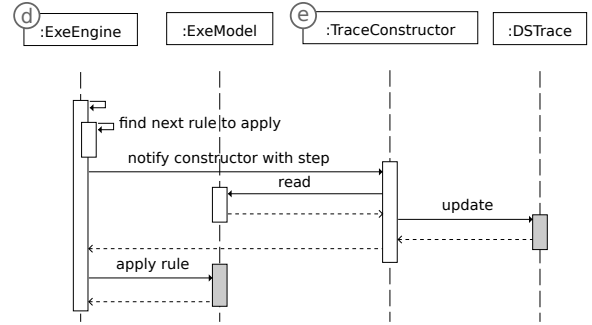 d
:ExeEngine
:ExeModel
e
:TraceConstructor
:DSTrace
find next rule to apply
notify constructor with step
read
update
apply rule